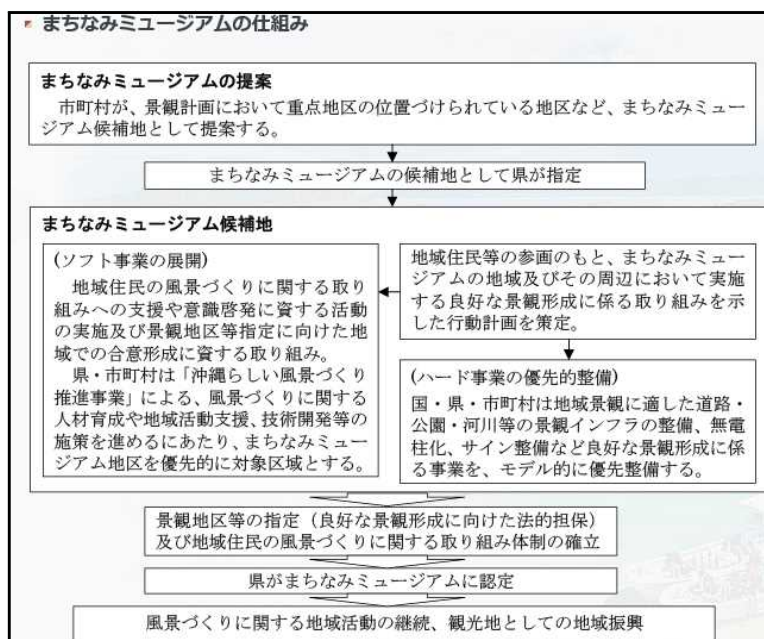 まちなみミュージアムの仕組み
まちなみミュージアムの提案
市町村が、景観計画において重点地区の位置づけられている地区など、まちなみミュー
ジアム候補地として提案する。
まちなみミュージアムの候補地として県が指定
まちなみミュージアム候補地
(ソフト事業の展開)
地域住民の風景づくりに関する取り
組みへの支援や意識啓発に資する活動
の実施及び景観地区等指定に向けた地
域での合意形成に資する取り組み。
県・市町村は「沖縄らしい風景づくり
推進事業」による、風景づくりに関する
人材育成や地域活動支援、技術開発等の
施策を進めるにあたり、まちなみミュー
ジアム地区を優先的に対象区域とする。
地域住民等の参画のもと、まちなみミュー
ジアムの地域及びその周辺において実施
する良好な景観形成に係る取り組みを示
した行動計画を策定。
(ハード事業の優先的整備)
国・県・市町村は地域景観に適した道路・
公園・河川等の景観インフラの整備、無電
柱化、サイン整備など良好な景観形成に係
る事業を、モデル的に優先整備する。
景観地区等の指定（良好な景観形成に向けた法的担保）
及び地域住民の風景づくりに関する取り組み体制の確立
県がまちなみミュージアムに認定
風景づくりに関する地域活動の継続、観光地としての地域振興